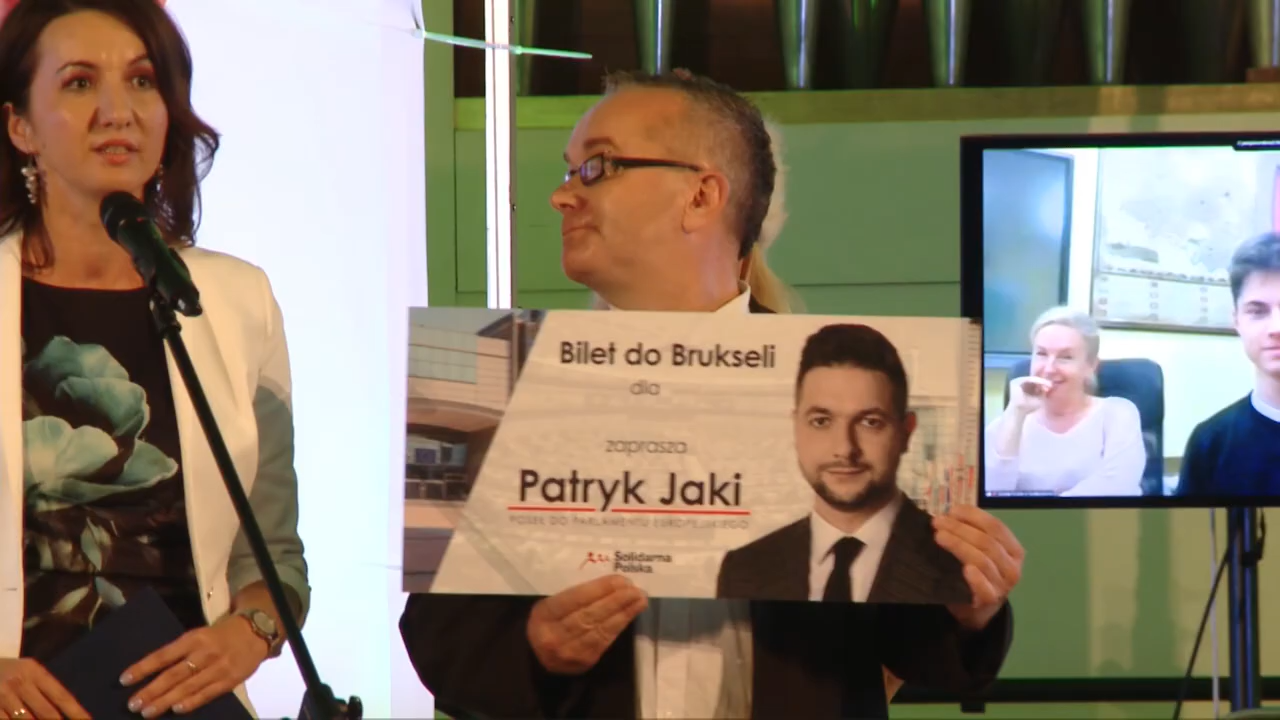 Bilet do Brukseli
dla
zaprasza
Patryk Jaki
POSEŁ DO PARLAMENTU EUROPEJSKIEGO
Solidarna
Polska